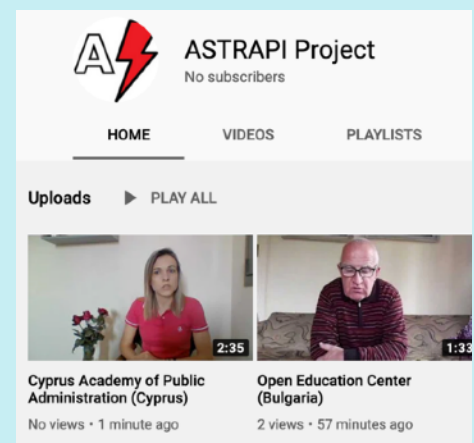 A
ASTRAPI Project
No subscribers
HOME VIDEOS PLAYLISTS
Uploads PLAY ALL
2:35
1:33
Cyprus Academy of Public
Administration (Cyprus)
No views • 1 minute ago
Open Education Center
(Bulgaria)
2 views • 57 minutes ago